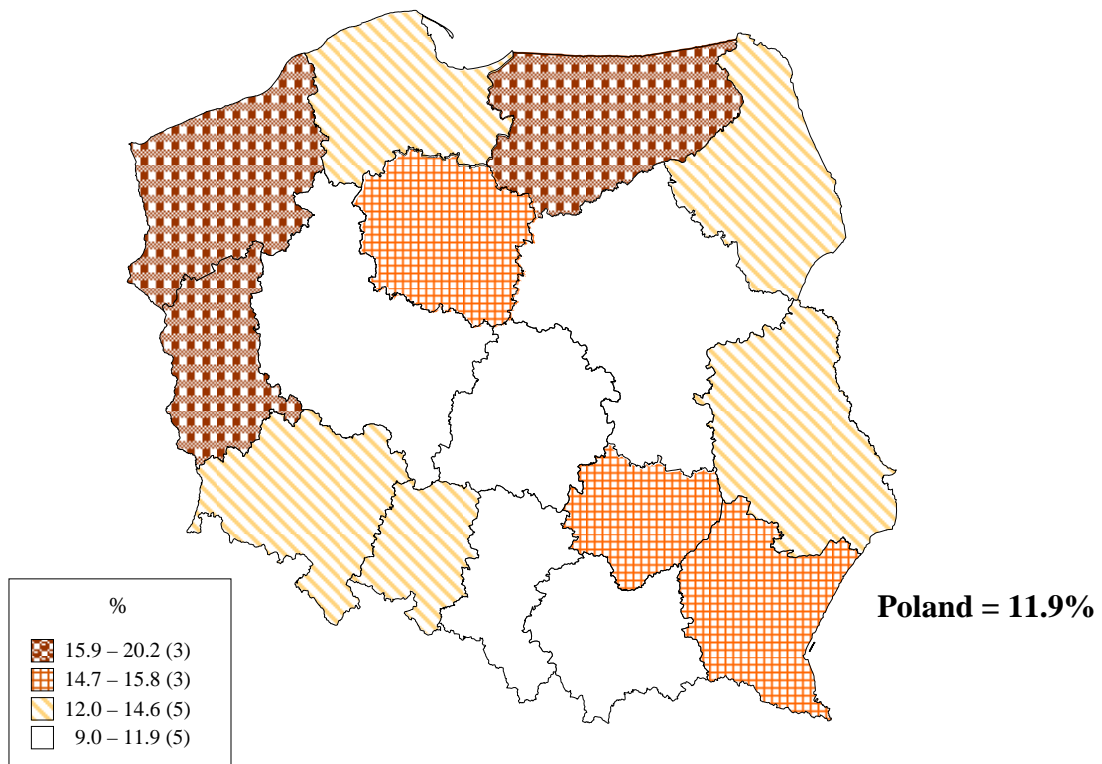 Poland = 11.9%
%
15.9 – 20.2 (3)
14.7 – 15.8 (3)
12.0 – 14.6 (5)
9.0 – 11.9 (5)